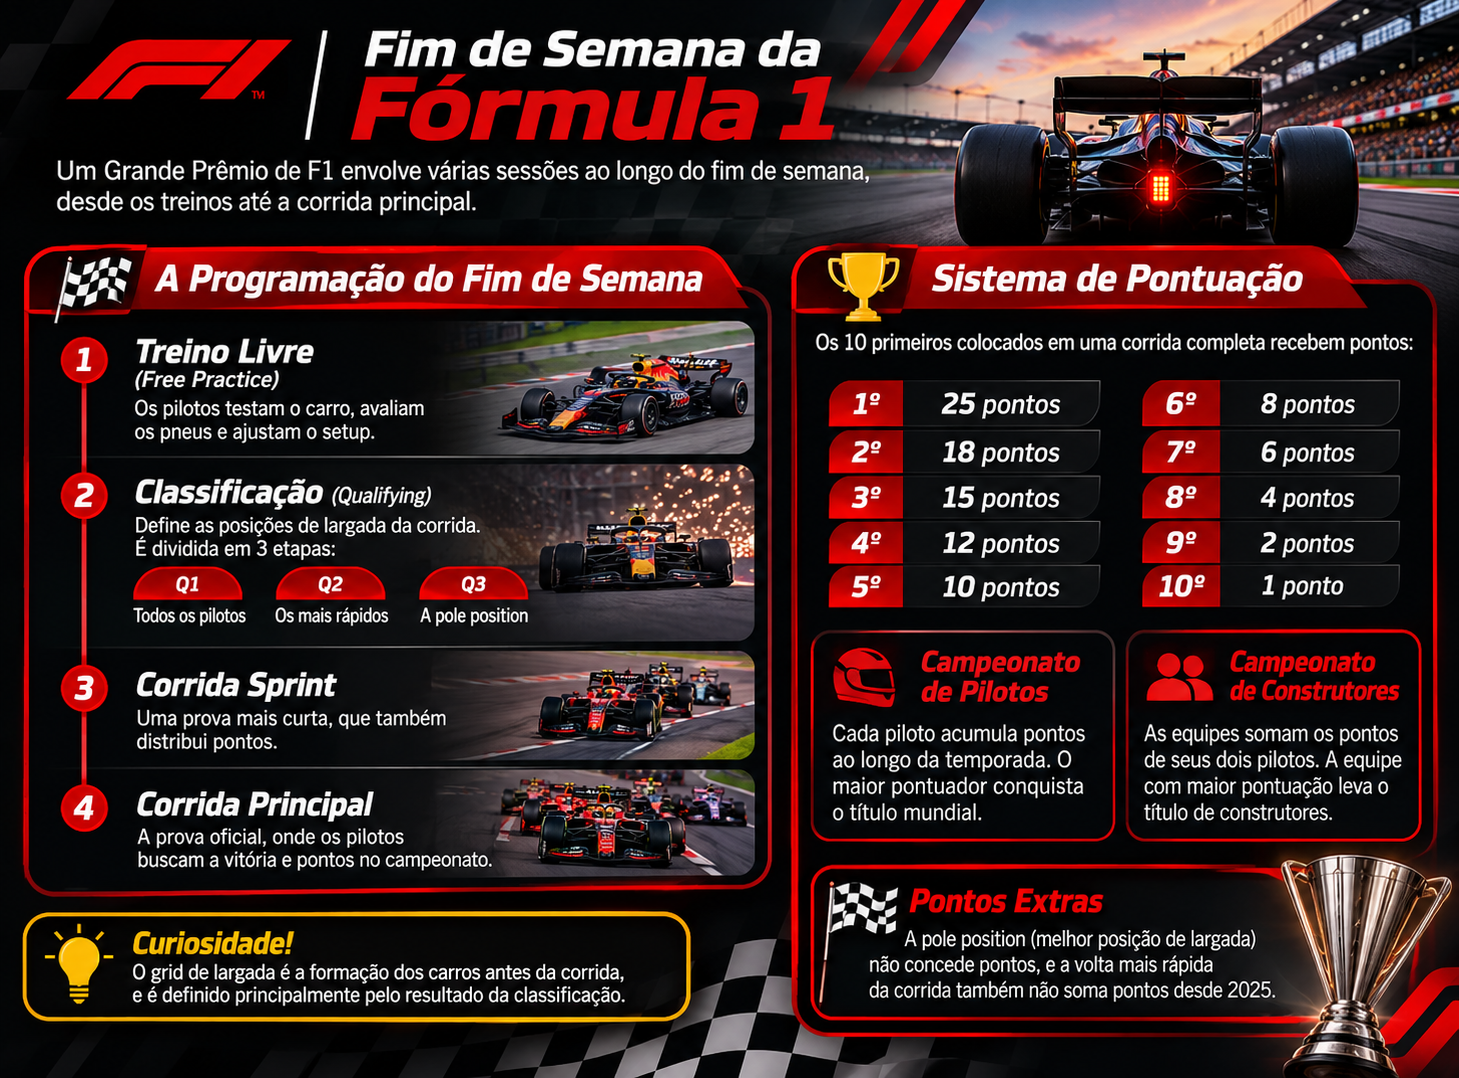 F1
TM
Fim de Semana da
Fórmula 1
Um Grande Prêmio de F1 envolve várias sessões ao longo do fim de semana,
desde os treinos até a corrida principal.
A Programação do Fim de Semana
1
Treino Livre
(Free Practice)
Os pilotos testam o carro, avaliam
os pneus e ajustam o setup.
2
Classificação (Qualifying)
Define as posições de largada da corrida.
É dividida em 3 etapas:
Q1
Todos os pilotos
Q2
Os mais rápidos
Q3
A pole position
3
Corrida Sprint
Uma prova mais curta, que também
distribui pontos.
4
Corrida Principal
A prova oficial, onde os pilotos
buscam a vitória e pontos no campeonato.
Curiosidade!
O grid de largada é a formação dos carros antes da corrida,
e é definido principalmente pelo resultado da classificação.
Sistema de Pontuação
Os 10 primeiros colocados em uma corrida completa recebem pontos:
1º 25 pontos
2º 18 pontos
3º 15 pontos
4º 12 pontos
5º 10 pontos
6º 8 pontos
7º 6 pontos
8º 4 pontos
9º 2 pontos
10º 1 ponto
Campeonato
de Pilotos
Cada piloto acumula pontos
ao longo da temporada. O
maior pontuador conquista
o título mundial.
Campeonato
de Construtores
As equipes somam os pontos
de seus dois pilotos. A equipe
com maior pontuação leva o
título de construtores.
Pontos Extras
A pole position (melhor posição de largada)
não concede pontos, e a volta mais rápida
da corrida também não soma pontos desde 2025.